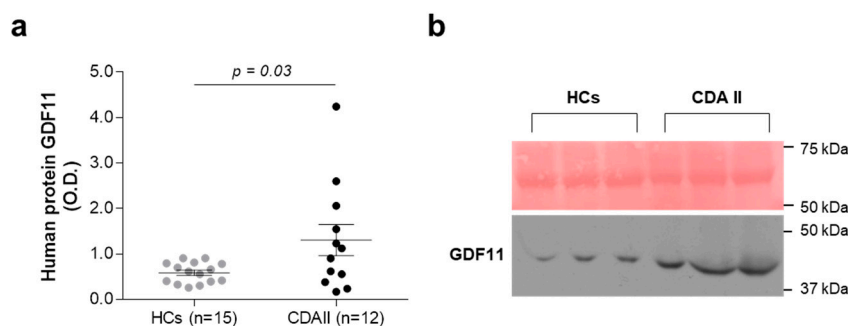 a
Human protein GDF11
(O.D.)
5.0
4.0
3.0
2.0
1.0
0.0
p = 0.03
HCs (n=15)
CDAII (n=12)
b
HCs
CDA II
75 kDa
50 kDa
GDF11
50 kDa
37 kDa